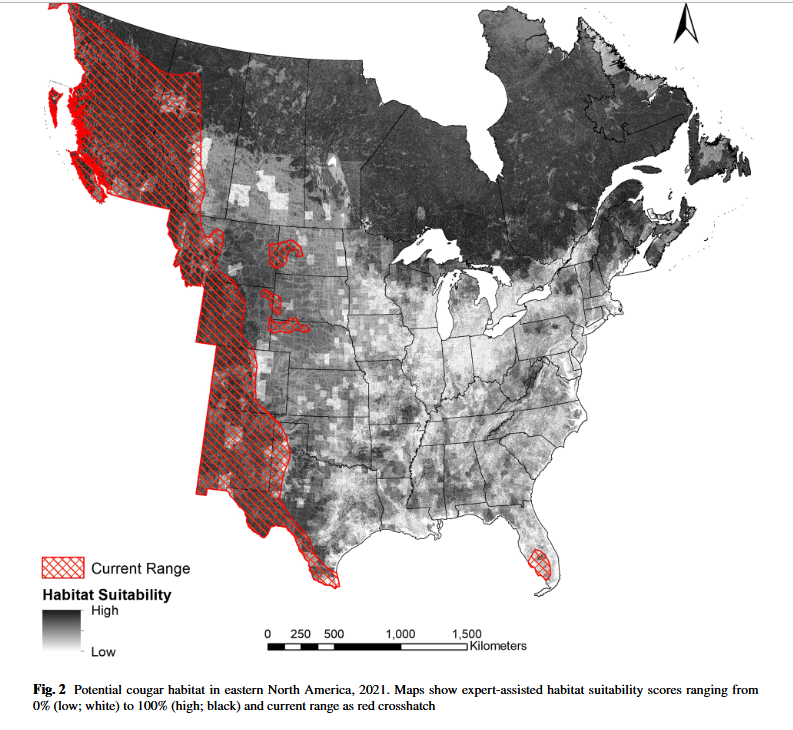 Current Range
Habitat Suitability
High
Low
0 250 500 1,000 1,500
Kilometers
Fig. 2 Potential cougar habitat in eastern North America, 2021. Maps show expert-assisted habitat suitability scores ranging from
0% (low; white) to 100% (high; black) and current range as red crosshatch